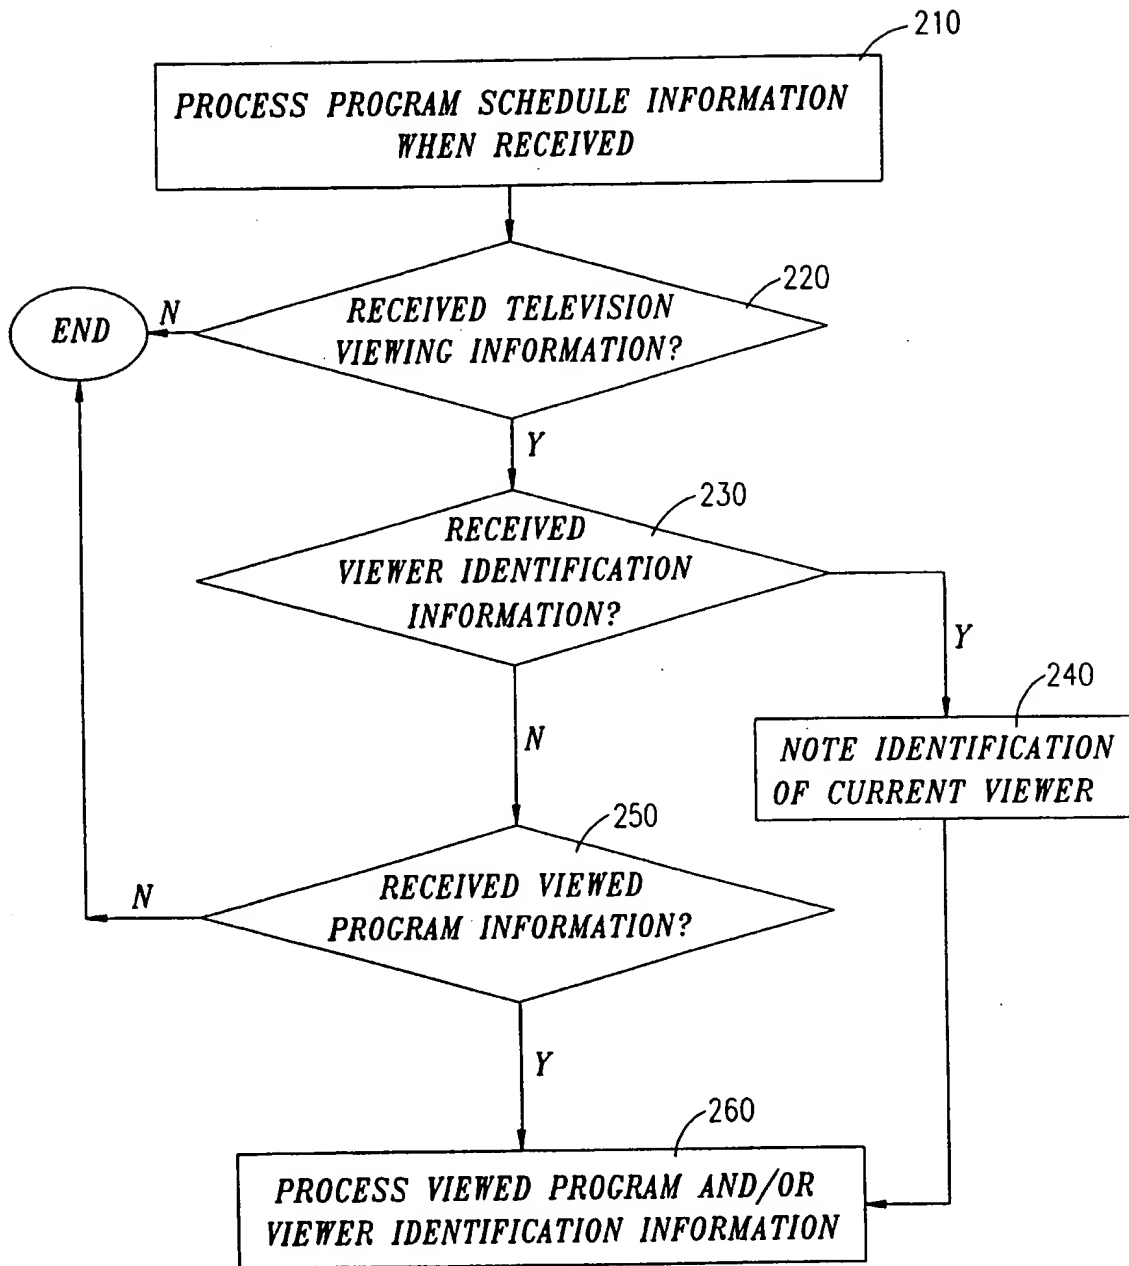 210
PROCESS PROGRAM SCHEDULE INFORMATION
WHEN RECEIVED
220
RECEIVED TELEVISION
VIEWING INFORMATION?
N
END
Y
230
RECEIVED
VIEWER IDENTIFICATION
INFORMATION?
Y
240
NOTE IDENTIFICATION
OF CURRENT VIEWER
N
250
RECEIVED VIEWED
PROGRAM INFORMATION?
N
Y
260
PROCESS VIEWED PROGRAM AND/OR
VIEWER IDENTIFICATION INFORMATION